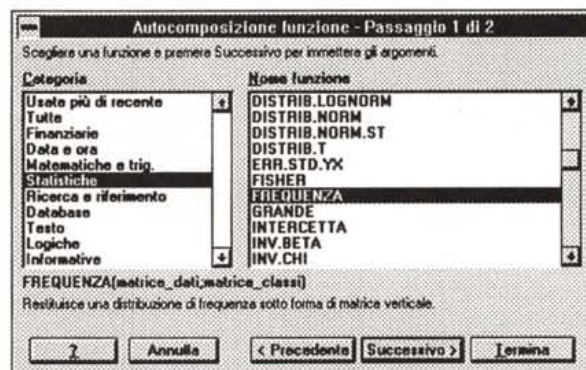 Autocomposizione funzione - Passaggio 1 di 2
Scegliere una funzione e premere Successivo per immettere gli argomenti.
Categoria
Usate più di recente
Tutte
Finanziarie
Data e ora
Matematiche e trig.
Statistiche
Ricerca e riferimento
Database
Testo
Logiche
Informative
Nome funzione
DISTRIB.LOGNORM
DISTRIB.NORM
DISTRIB.NORM.ST
DISTRIB.T
ERR.STD.YX
FISHER
FREQUENZA
GRANDE
INTERCETTA
INV.BETA
INV.CHI
FREQUENZA(matrice_dati;matrice_classi)
Restituisce una distribuzione di frequenza sotto forma di matrice verticale.
?
Annulla
< Precedente
Successivo >
Termina